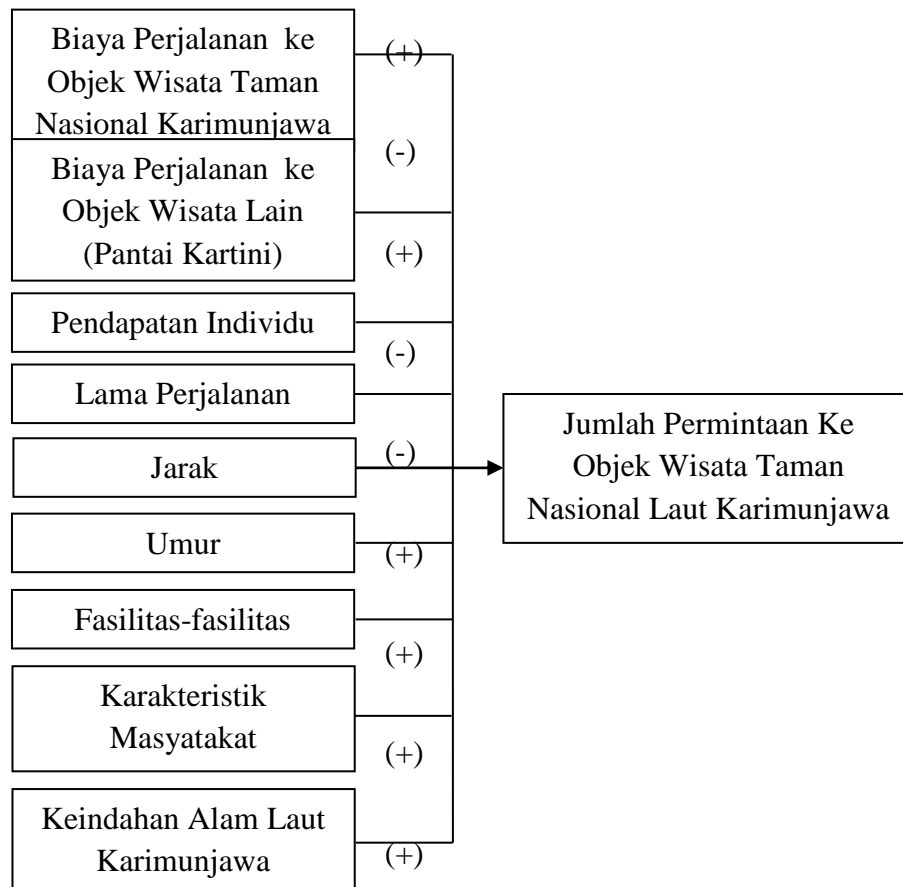 Biaya Perjalanan ke
Objek Wisata Taman
Nasional Karimunjawa
(+)
(-)
Biaya Perjalanan ke
Objek Wisata Lain
(Pantai Kartini)
(+)
Pendapatan Individu
(-)
Lama Perjalanan
(-)
Jarak
Umur
(+)
Fasilitas-fasilitas
(+)
Karakteristik
Masyatakat
(+)
Keindahan Alam Laut
Karimunjawa
(+)
Jumlah Permintaan Ke
Objek Wisata Taman
Nasional Laut Karimunjawa